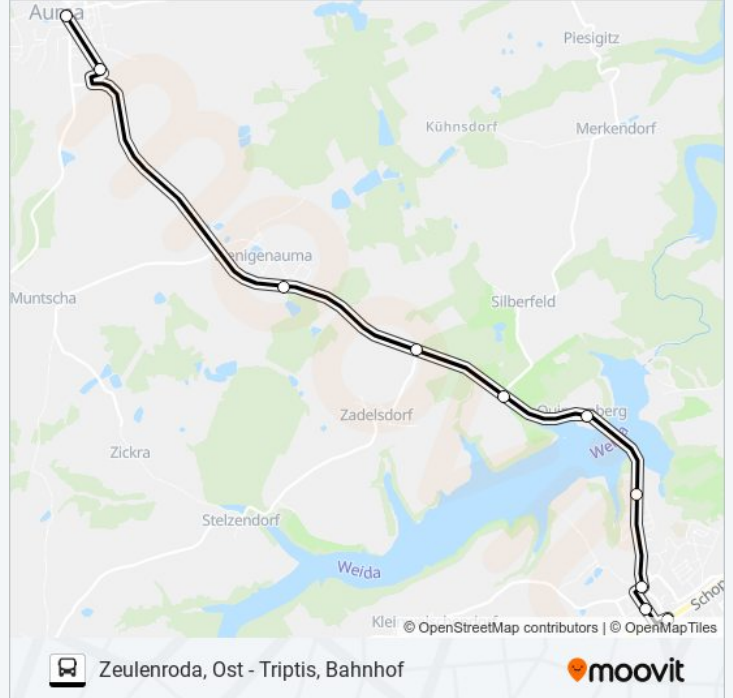 Auma
Piesigitz
Kühnsdorf
Merkendorf
enigenauma
Muntscha
Silberfeld
Zadelsdorf
Weida
Zickra
Stelzendorf
Weida
© OpenStreetMap contributors | © OpenMapTiles
Zeulenroda, Ost - Triptis, Bahnhof
moovit